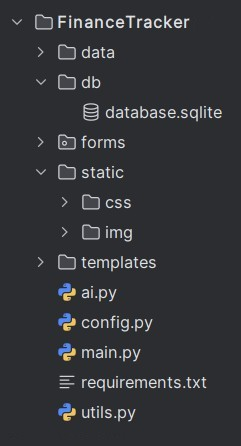 FinanceTracker
data
db
database.sqlite
forms
static
css
img
templates
ai.py
config.py
main.py
requirements.txt
utils.py